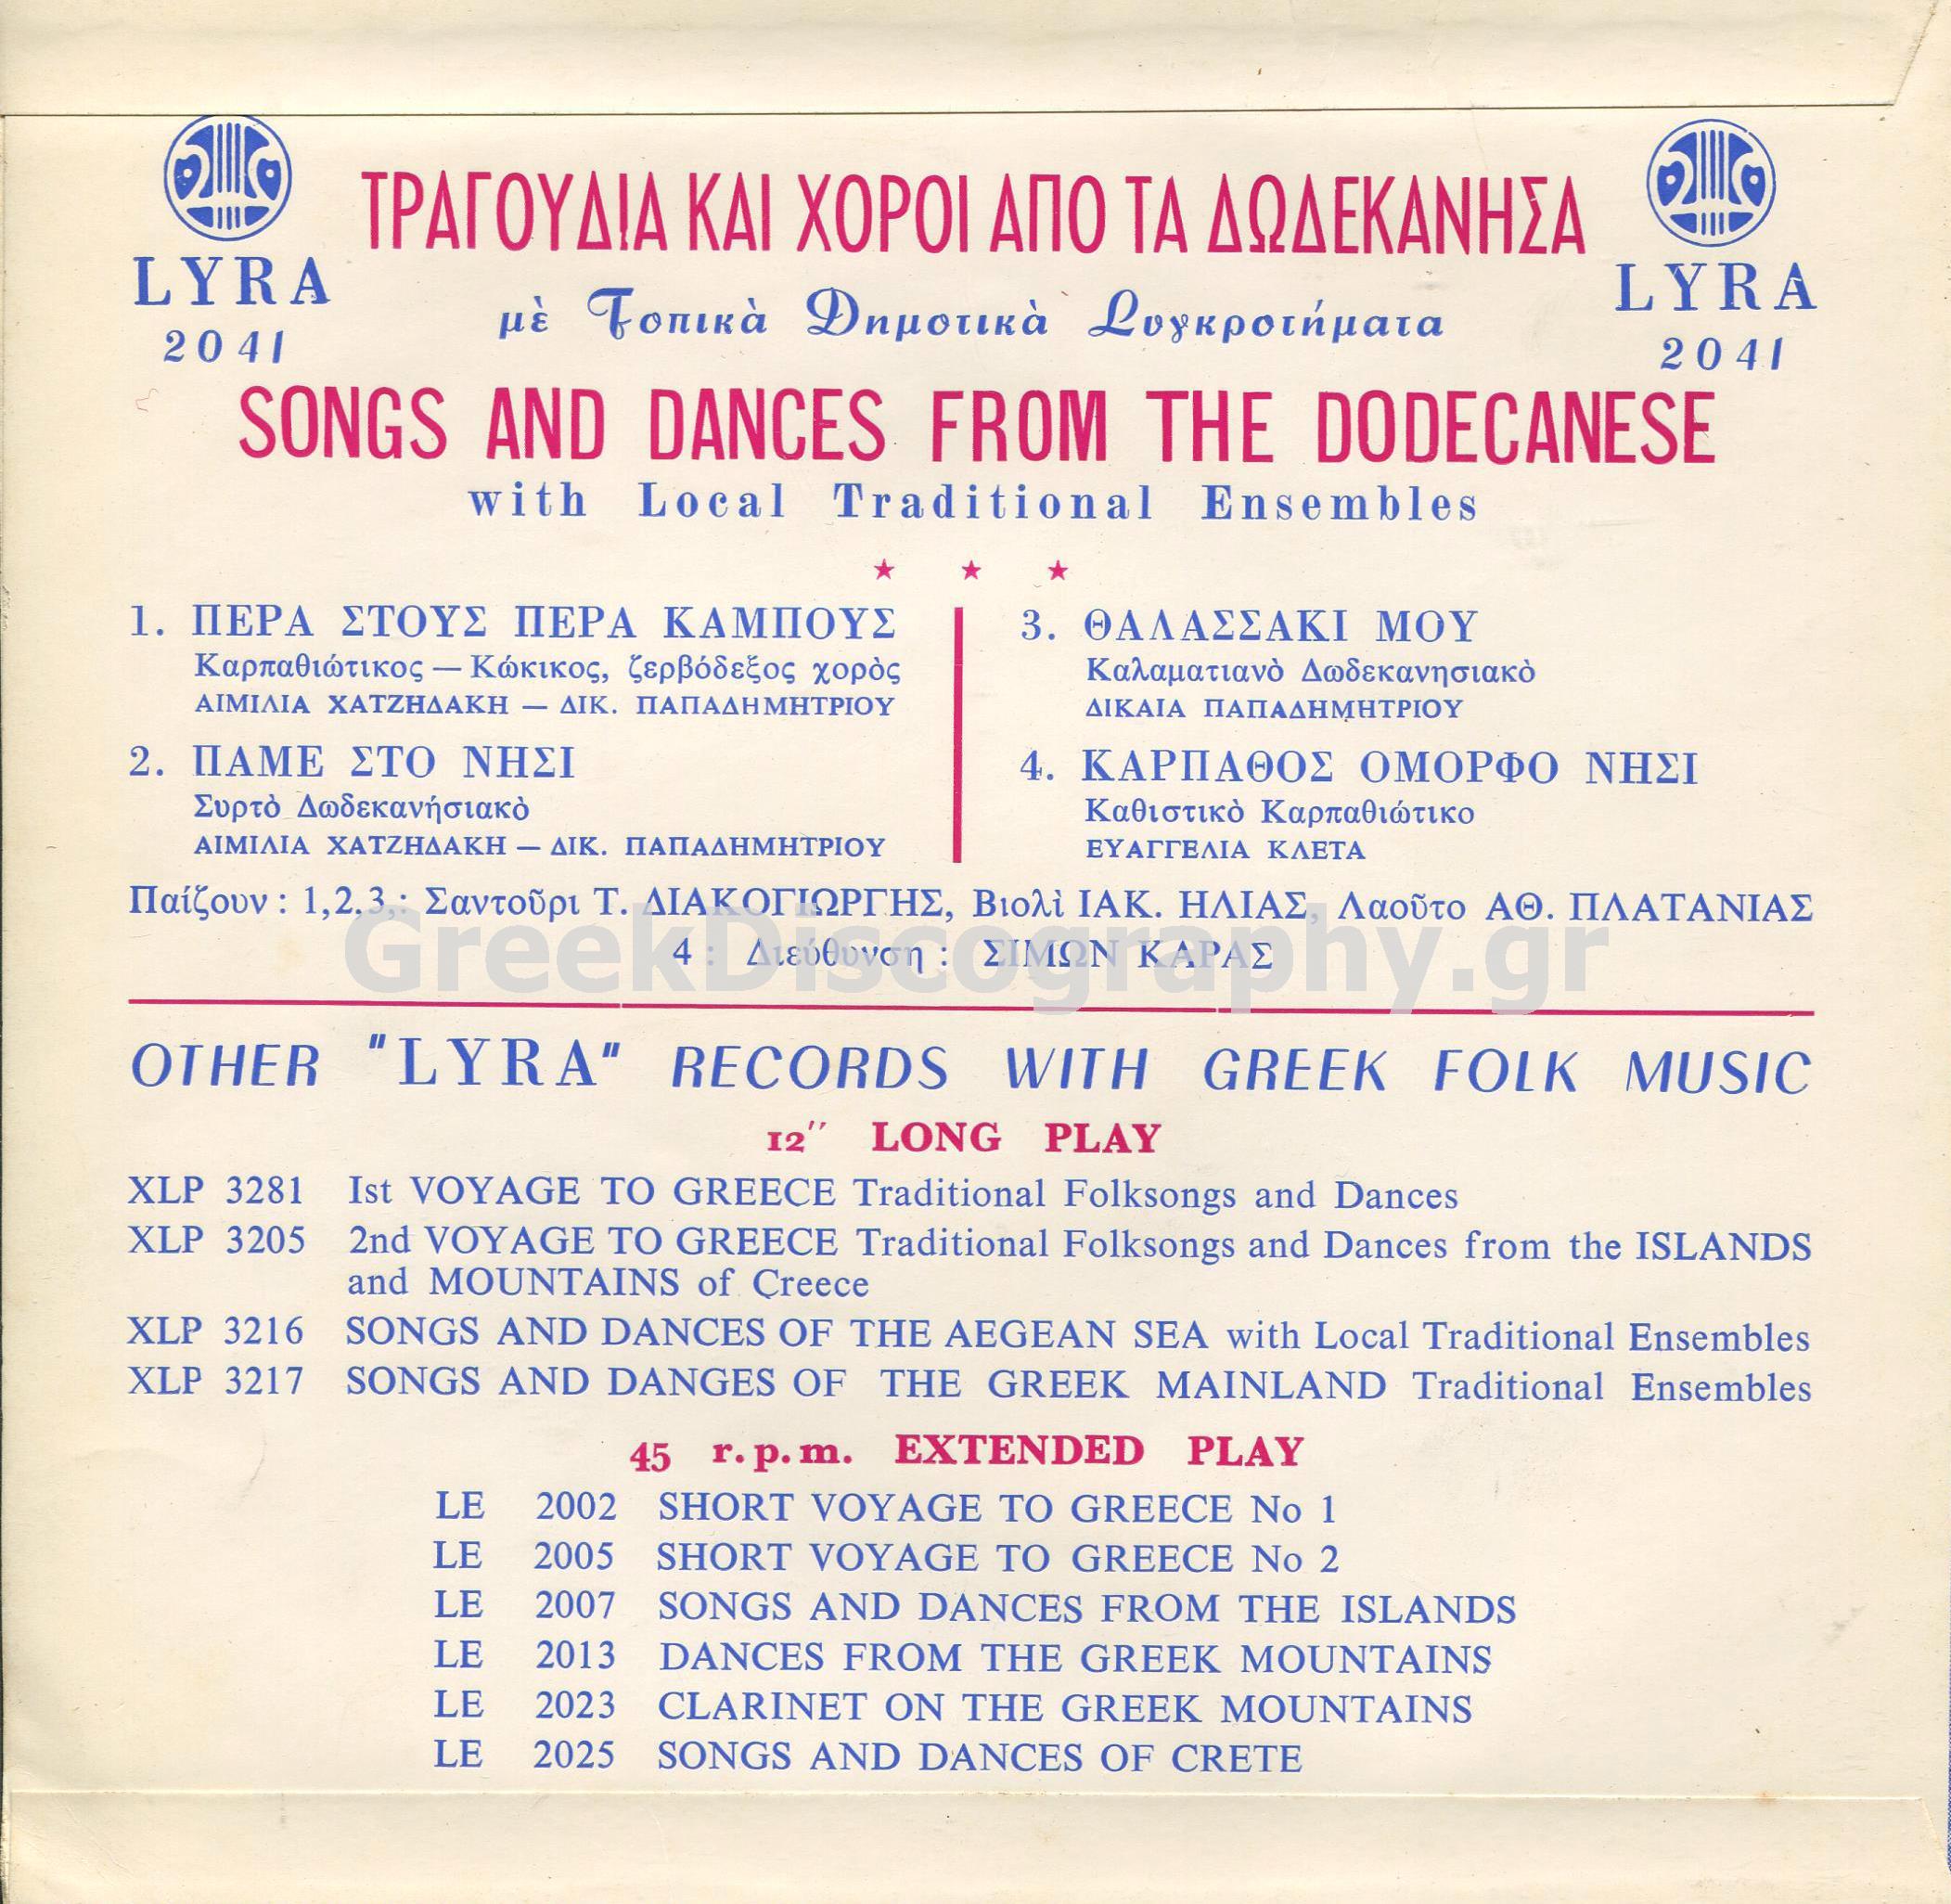 LYRA
2041
ΤΡΑΓΟΥΔΙΑ ΚΑΙ ΧΟΡΟΙ ΑΠΟ ΤΑ ΔΩΔΕΚΑΝΗΣΑ
μὲ Τοπικὰ Δημοτικὰ Συγκροτήματα
LYRA
2041
SONGS AND DANCES FROM THE DODECANESE
with Local Traditional Ensembles
1. ΠΕΡΑ ΣΤΟΥΣ ΠΕΡΑ ΚΑΜΠΟΥΣ
Καρπαθιώτικος — Κώκικος, ζερβόδεξος χορὸς
ΑΙΜΙΛΙΑ ΧΑΤΖΗΔΑΚΗ — ΔΙΚ. ΠΑΠΑΔΗΜΗΤΡΙΟΥ
2. ΠΑΜΕ ΣΤΟ ΝΗΣΙ
Συρτὸ Δωδεκανήσιακὸ
ΑΙΜΙΛΙΑ ΧΑΤΖΗΔΑΚΗ — ΔΙΚ. ΠΑΠΑΔΗΜΗΤΡΙΟΥ
3. ΘΑΛΑΣΣΑΚΙ ΜΟΥ
Καλαματιανὸ Δωδεκανησιακὸ
ΔΙΚΑΙΑ ΠΑΠΑΔΗΜΗΤΡΙΟΥ
4. ΚΑΡΠΑΘΟΣ ΟΜΟΡΦΟ ΝΗΣΙ
Καθιστικὸ Καρπαθιώτικο
ΕΥΑΓΓΕΛΙΑ ΚΛΕΤΑ
Παίζουν : 1,2,3,: Σαντοῦρι Τ. ΔΙΑΚΟΓΙΩΡΓΗΣ, Βιολὶ ΙΑΚ. ΗΛΙΑΣ, Λαοῦτο ΑΘ. ΠΛΑΤΑΝΙΑΣ
4 : Διεύθυνση : ΣΙΜΩΝ ΚΑΡΑΣ
GreekDiscography.gr
OTHER "LYRA" RECORDS WITH GREEK FOLK MUSIC
12'' LONG PLAY
XLP 3281 Ist VOYAGE TO GREECE Traditional Folksongs and Dances
XLP 3205 2nd VOYAGE TO GREECE Traditional Folksongs and Dances from the ISLANDS
and MOUNTAINS of Creece
XLP 3216 SONGS AND DANCES OF THE AEGEAN SEA with Local Traditional Ensembles
XLP 3217 SONGS AND DANGES OF THE GREEK MAINLAND Traditional Ensembles
45 r.p.m. EXTENDED PLAY
LE 2002 SHORT VOYAGE TO GREECE No 1
LE 2005 SHORT VOYAGE TO GREECE No 2
LE 2007 SONGS AND DANCES FROM THE ISLANDS
LE 2013 DANCES FROM THE GREEK MOUNTAINS
LE 2023 CLARINET ON THE GREEK MOUNTAINS
LE 2025 SONGS AND DANCES OF CRETE